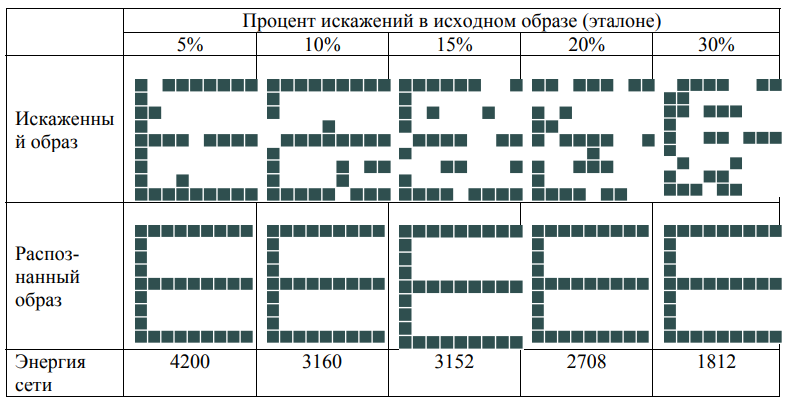 Процент искажений в исходном образе (эталоне)
5% 10% 15% 20% 30%
Искаженны
й образ
Распоз-
нанный
образ
Энергия
сети
4200 3160 3152 2708 1812